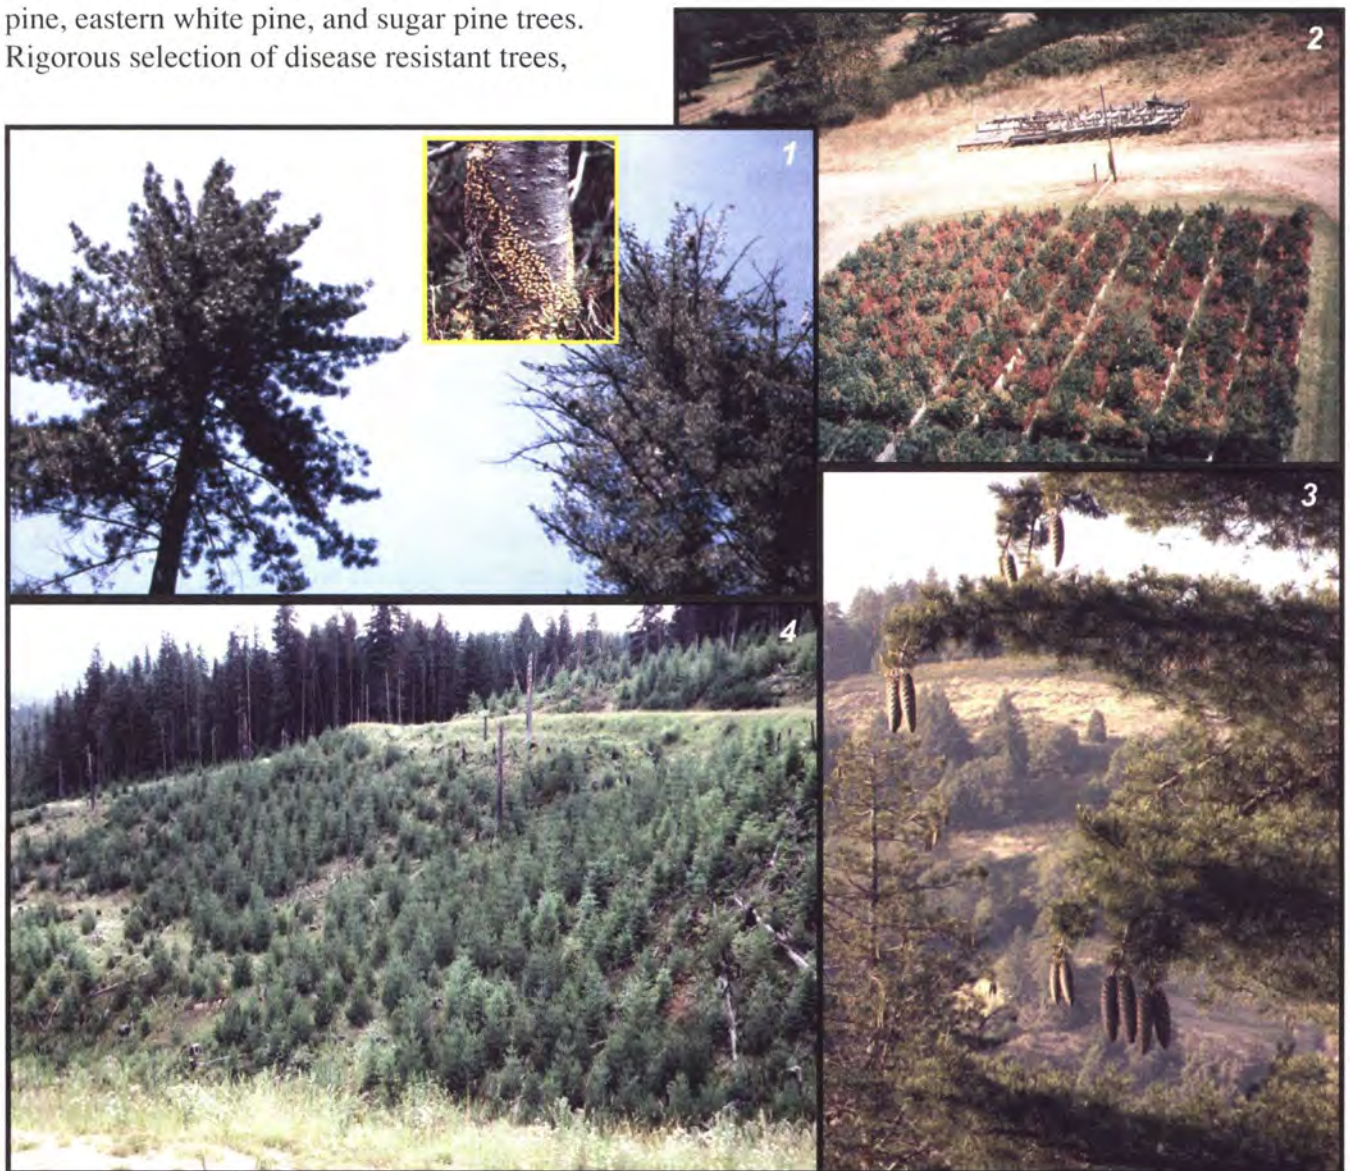 pine, eastern white pine, and sugar pine trees.
Rigorous selection of disease resistant trees,
1
2
3
4